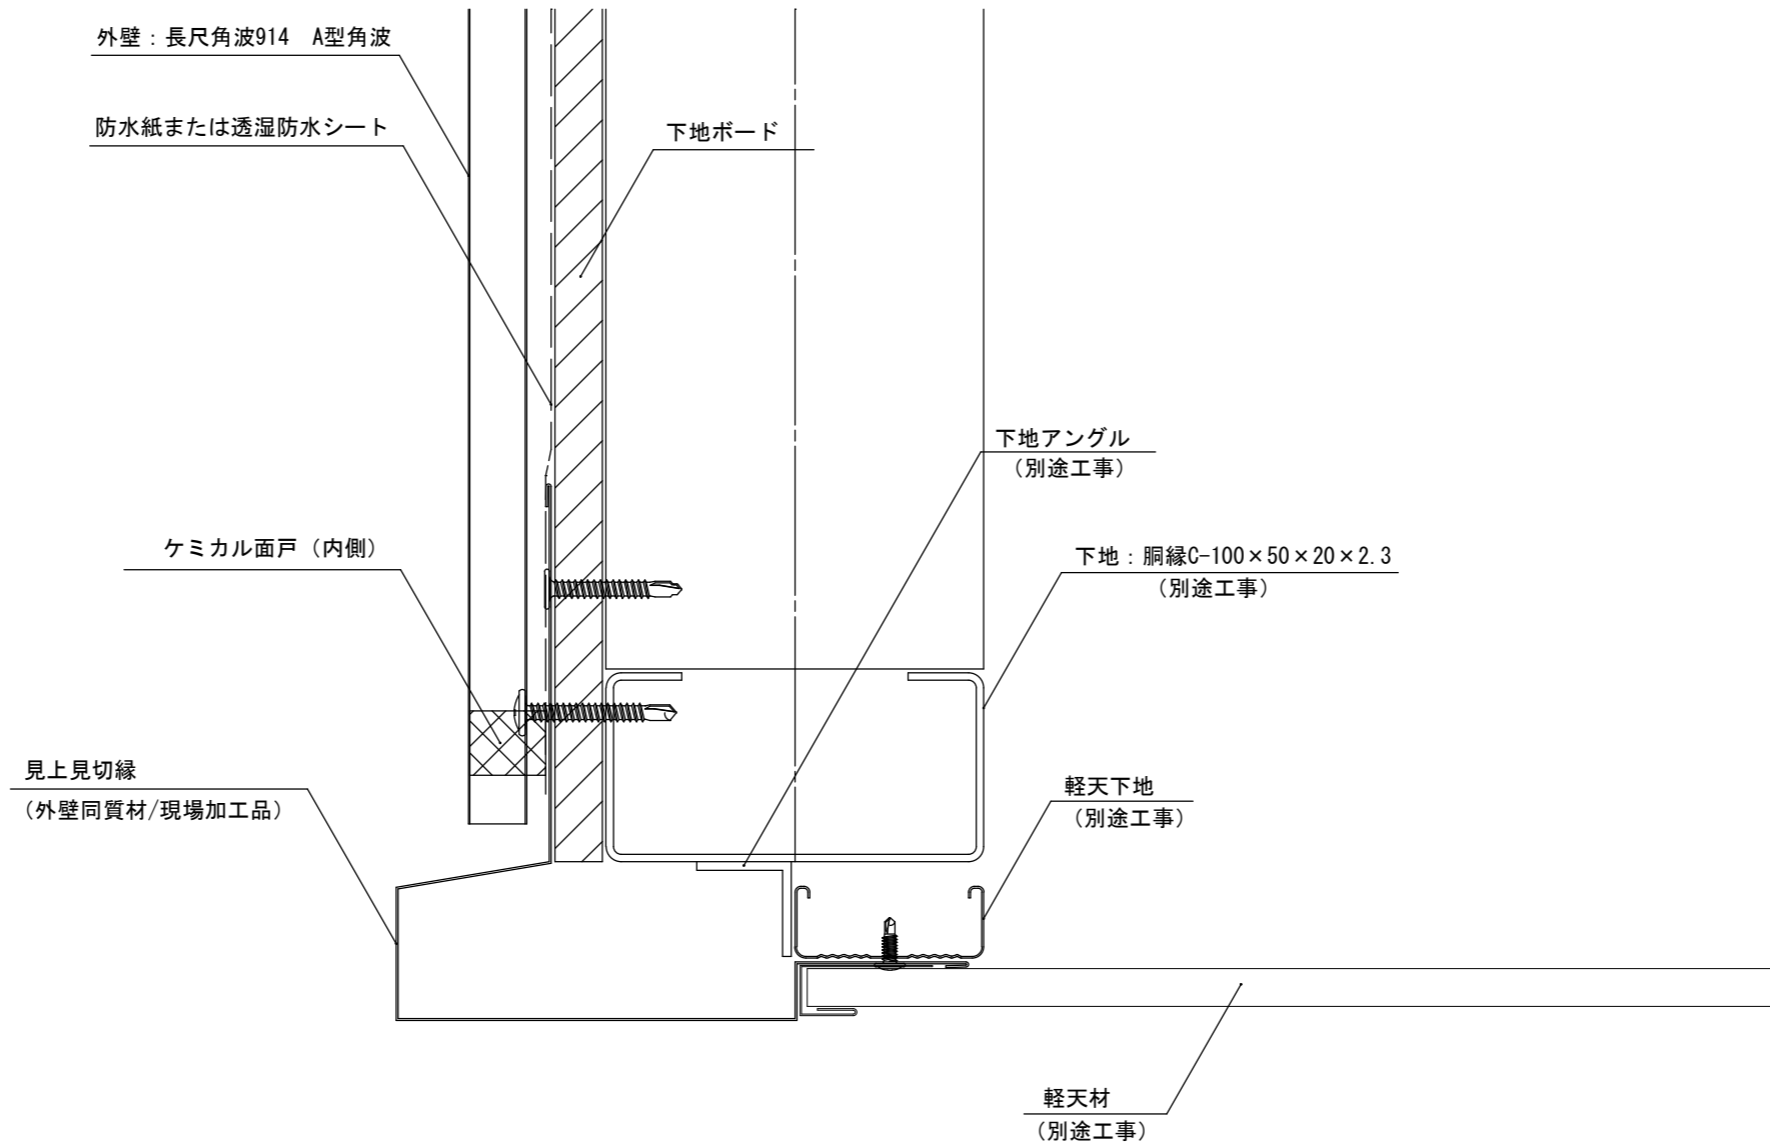 外壁：長尺角波914　A型角波
防水紙または透湿防水シート
下地ボード
下地アングル
（別途工事）
ケミカル面戸（内側）
下地：胴縁C-100×50×20×2.3
（別途工事）
見上見切縁
（外壁同質材/現場加工品）
軽天下地
（別途工事）
軽天材
（別途工事）